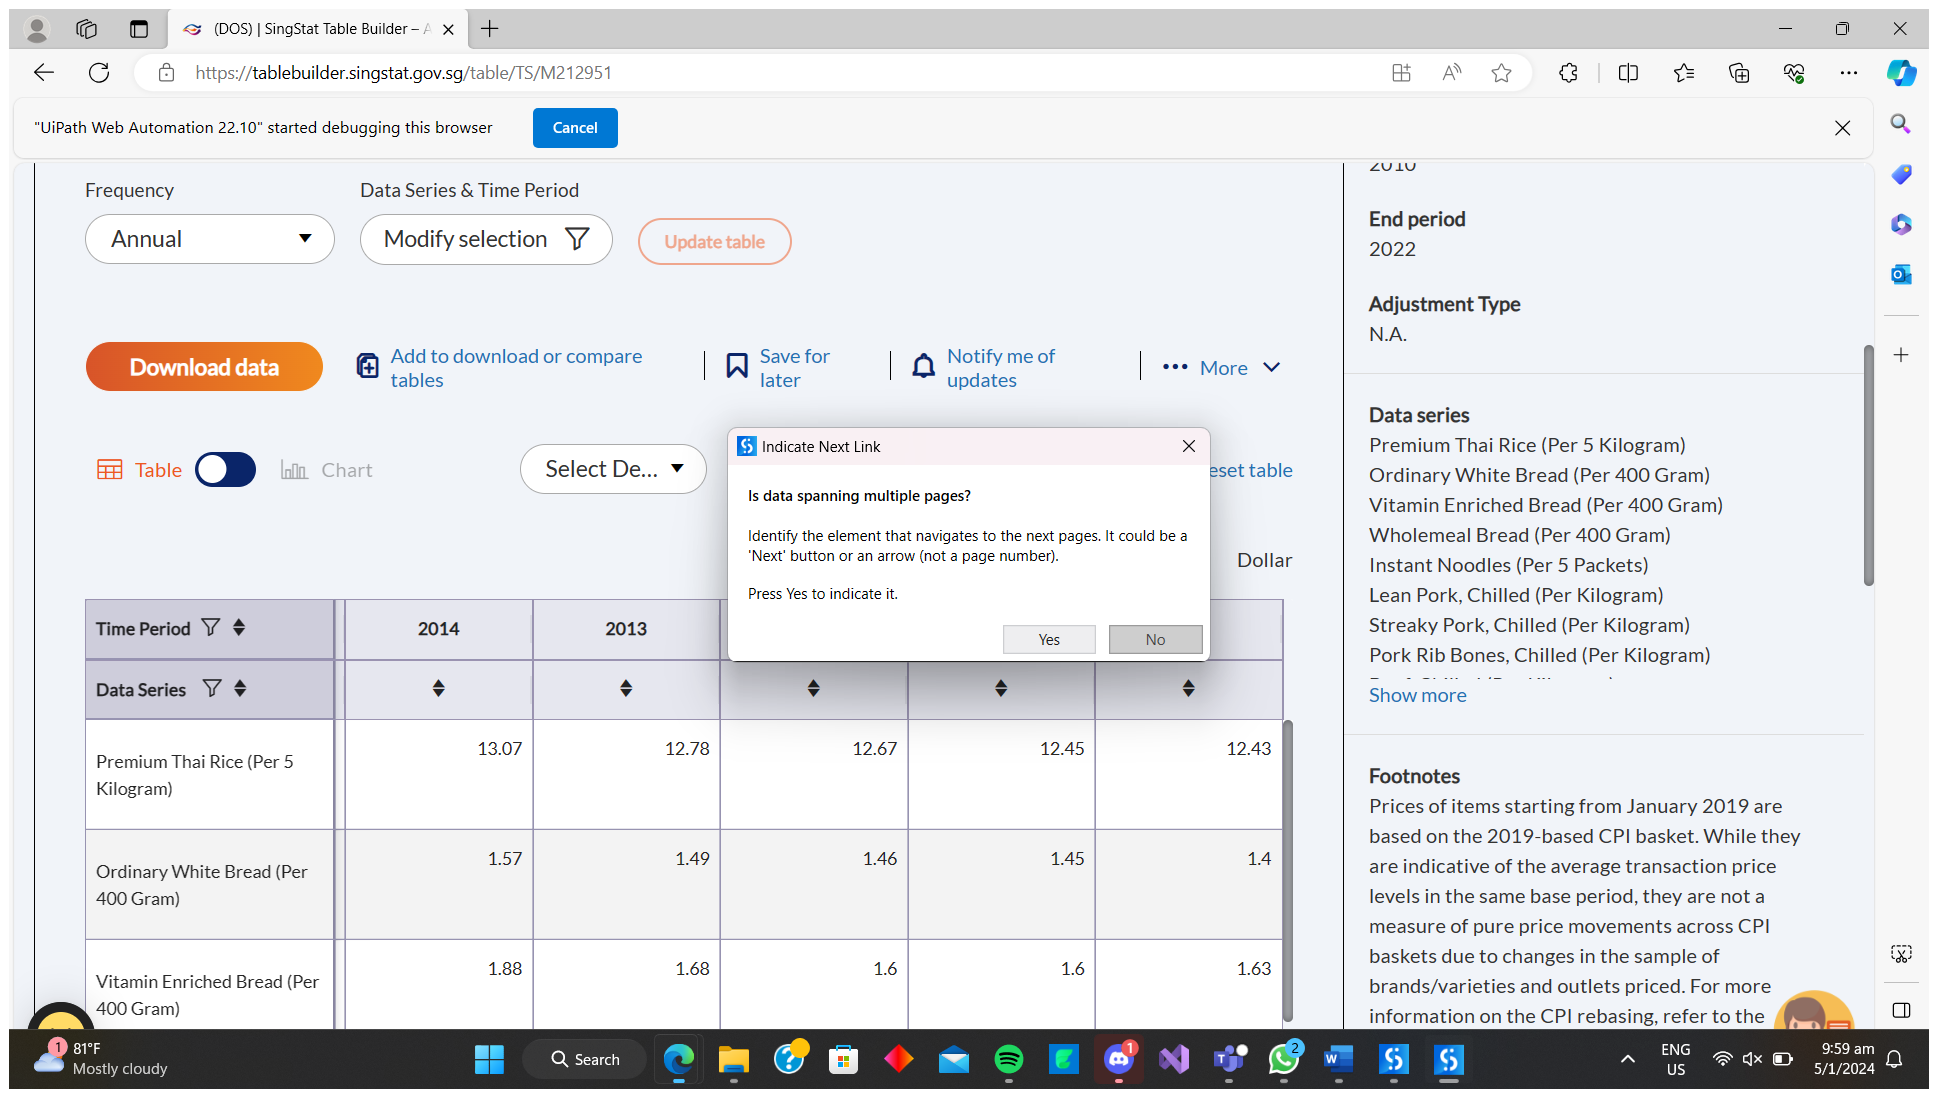 (DOS) | SingStat Table Builder – A
https://tablebuilder.singstat.gov.sg/table/TS/M212951
"UiPath Web Automation 22.10" started debugging this browser
Cancel
Frequency
Data Series & Time Period
Annual
Modify selection
Update table
Download data
Add to download or compare
tables
Save for
later
Notify me of
updates
More
Table
Chart
Select De...
eset table
Dollar
Indicate Next Link
Is data spanning multiple pages?
Identify the element that navigates to the next pages. It could be a
'Next' button or an arrow (not a page number).
Press Yes to indicate it.
Yes
No
Time Period
2014
2013
Data Series
Premium Thai Rice (Per 5
Kilogram)
13.07
12.78
12.67
12.45
12.43
Ordinary White Bread (Per
400 Gram)
1.57
1.49
1.46
1.45
1.4
Vitamin Enriched Bread (Per
400 Gram)
1.88
1.68
1.6
1.6
1.63
2010
End period
2022
Adjustment Type
N.A.
Data series
Premium Thai Rice (Per 5 Kilogram)
Ordinary White Bread (Per 400 Gram)
Vitamin Enriched Bread (Per 400 Gram)
Wholemeal Bread (Per 400 Gram)
Instant Noodles (Per 5 Packets)
Lean Pork, Chilled (Per Kilogram)
Streaky Pork, Chilled (Per Kilogram)
Pork Rib Bones, Chilled (Per Kilogram)
Show more
Footnotes
Prices of items starting from January 2019 are
based on the 2019-based CPI basket. While they
are indicative of the average transaction price
levels in the same base period, they are not a
measure of pure price movements across CPI
baskets due to changes in the sample of
brands/varieties and outlets priced. For more
information on the CPI rebasing, refer to the
1
81°F
Mostly cloudy
Search
1
2
ENG
US
9:59 am
5/1/2024